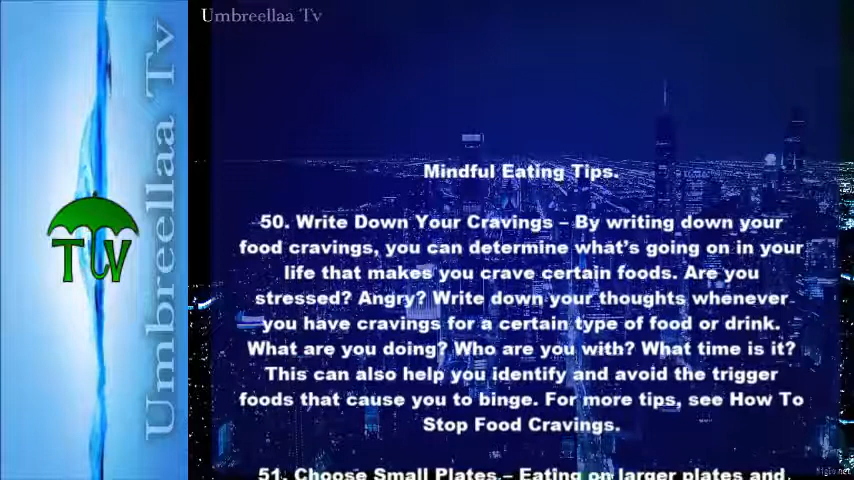 Umbreellaa Tv
Umbreellaa Tv
TV
Mindful Eating Tips.
50. Write Down Your Cravings – By writing down your
food cravings, you can determine what's going on in your
life that makes you crave certain foods. Are you
stressed? Angry? Write down your thoughts whenever
you have cravings for a certain type of food or drink.
What are you doing? Who are you with? What time is it?
This can also help you identify and avoid the trigger
foods that cause you to binge. For more tips, see How To
Stop Food Cravings.
51. Choose Small Plates – Eating on larger plates and